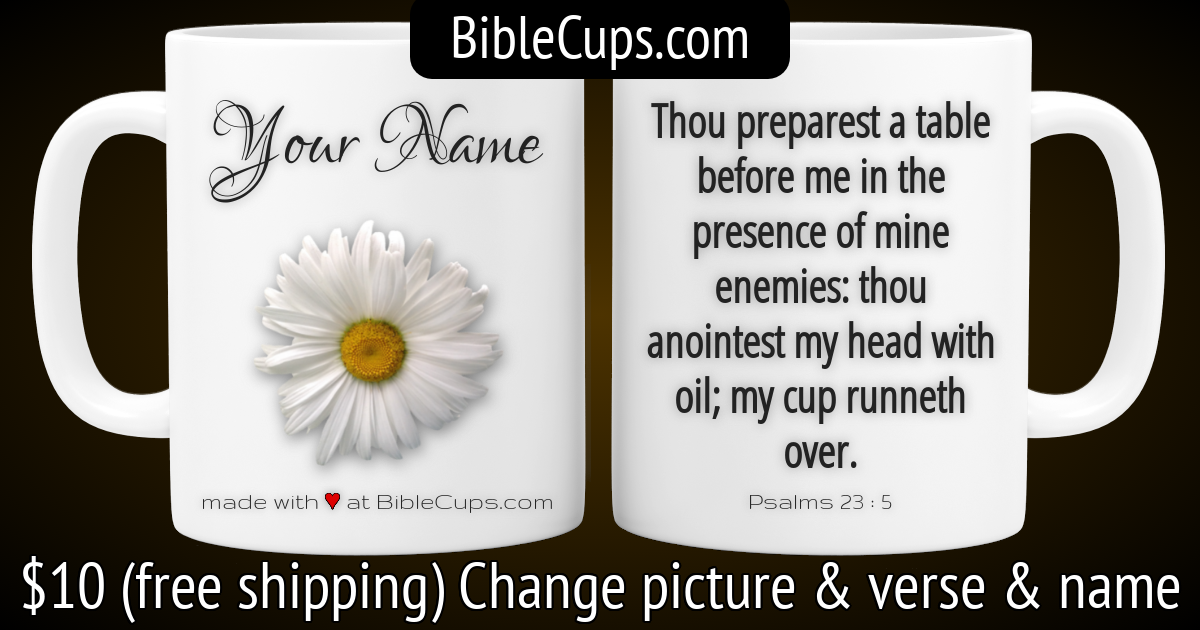 BibleCups.com
Your Name
made with ♥ at BibleCups.com
Thou preparest a table
before me in the
presence of mine
enemies: thou
anointest my head with
oil; my cup runneth
over.
Psalms 23 : 5
$10 (free shipping) Change picture & verse & name